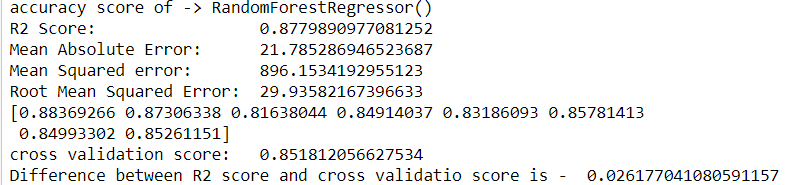 accuracy score of -> RandomForestRegressor()
R2 Score: 0.8779890977081252
Mean Absolute Error: 21.785286946523687
Mean Squared error: 896.1534192955123
Root Mean Squared Error: 29.93582167396633
[0.88369266 0.87306338 0.81638044 0.84914037 0.83186093 0.85781413
0.84993302 0.85261151]
cross validation score: 0.851812056627534
Difference between R2 score and cross validatio score is - 0.026177041080591157